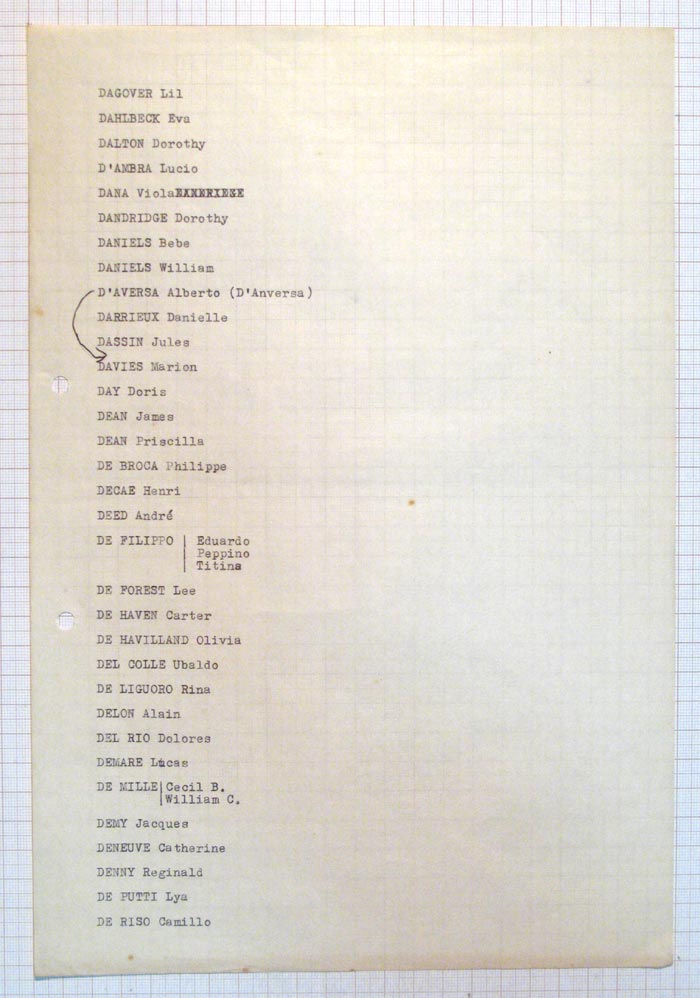 DAGOVER Lil
DAHLBECK Eva
DALTON Dorothy
D'AMBRA Lucio
DANA Viola
DANDRIDGE Dorothy
DANIELS Bebe
DANIELS William
D'AVERSA Alberto (D'Anversa)
DARRIEUX Danielle
DASSIN Jules
DAVIES Marion
DAY Doris
DEAN James
DEAN Priscilla
DE BROCA Philippe
DECAE Henri
DEED André
DE FILIPPO | Eduardo
Peppino
Titina
DE FOREST Lee
DE HAVEN Carter
DE HAVILLAND Olivia
DEL COLLE Ubaldo
DE LIGUORO Rina
DELON Alain
DEL RIO Dolores
DEMARE Lucas
DE MILLE|Cecil B.
William C.
DEMY Jacques
DENEUVE Catherine
DENNY Reginald
DE PUTTI Lya
DE RISO Camillo